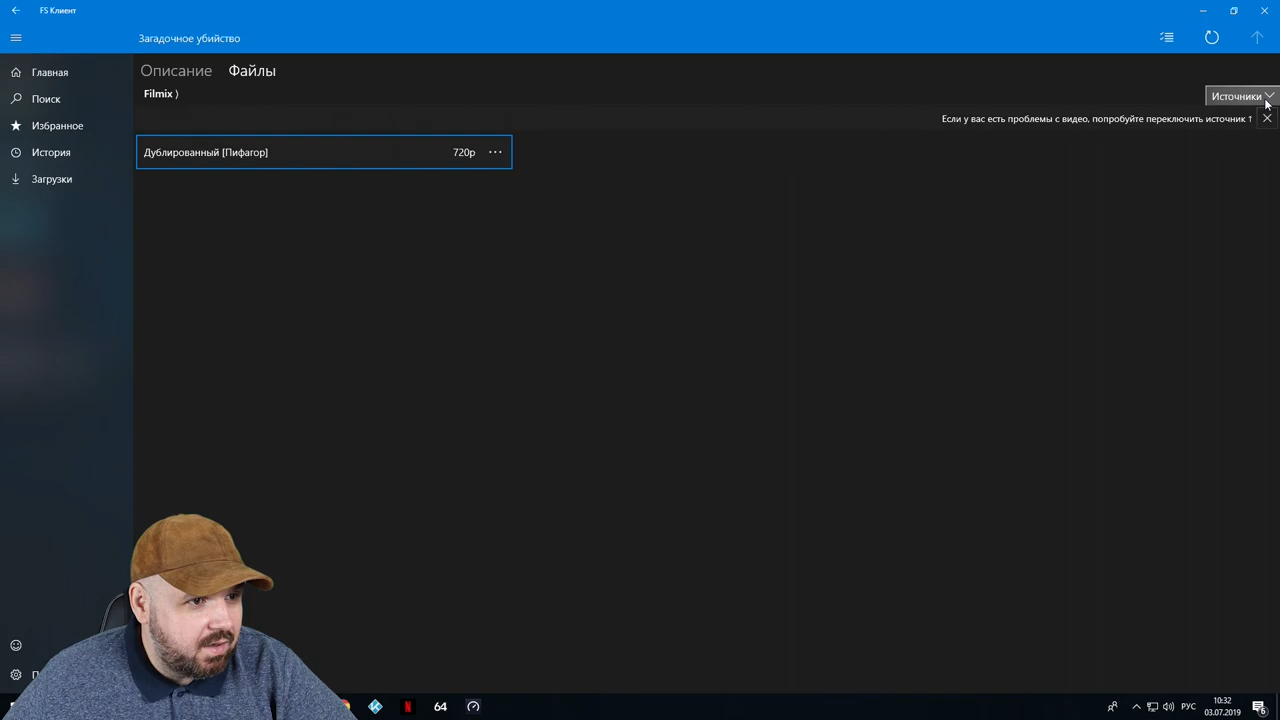 FS Клиент
Загадочное убийство
Главная
Поиск
Избранное
История
Загрузки
Описание Файлы
Filmix ⟩
Источники
Если у вас есть проблемы с видео, попробуйте переключить источник ↑
Дублированный [Пифагор] 720p ...
64
РУС
10:32
03.07.2019